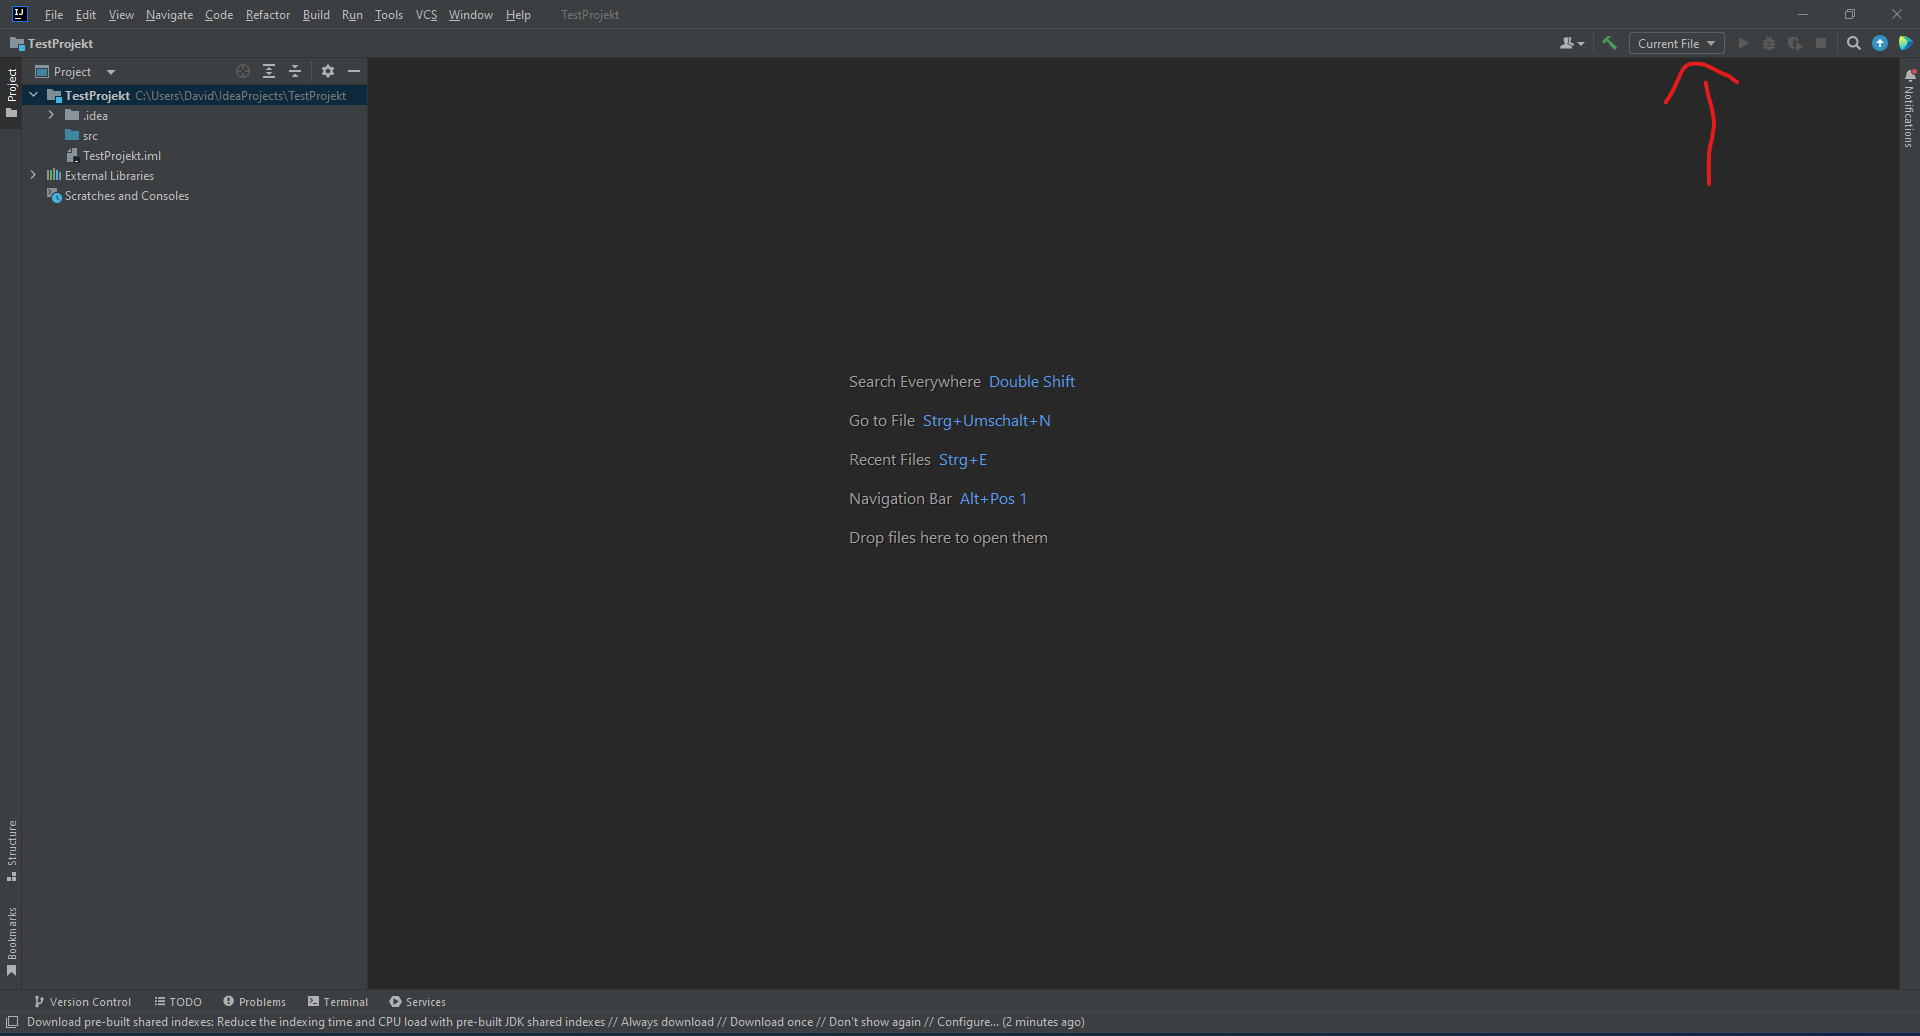 IJ File Edit View Navigate Code Refactor Build Run Tools VCS Window Help TestProjekt
TestProjekt
Current File
Project
Project
Notifications
TestProjekt C:\Users\David\IdeaProjects\TestProjekt
.idea
src
TestProjekt.iml
External Libraries
Scratches and Consoles
Search Everywhere Double Shift
Go to File Strg+Umschalt+N
Recent Files Strg+E
Navigation Bar Alt+Pos 1
Drop files here to open them
Structure
Bookmarks
Version Control TODO Problems Terminal Services
Download pre-built shared indexes: Reduce the indexing time and CPU load with pre-built JDK shared indexes // Always download // Download once // Don't show again // Configure... (2 minutes ago)